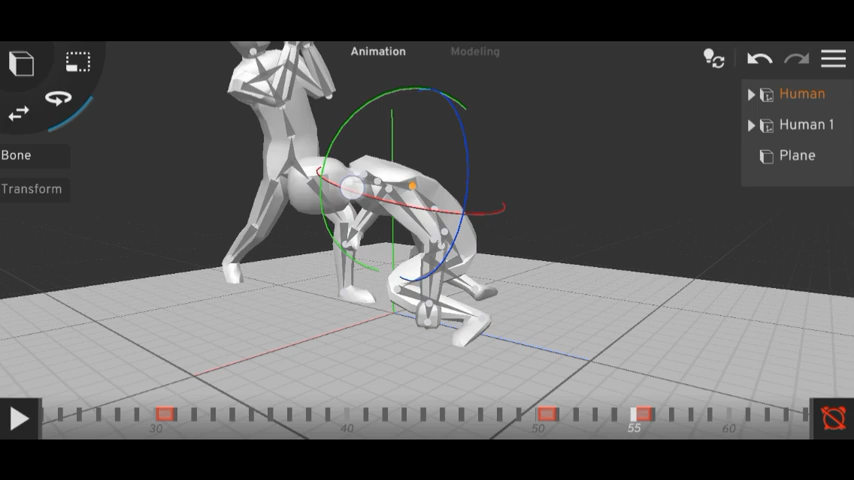 Animation Modeling
Human
Human 1
Plane
Bone
Transform
30 40 50 55 60